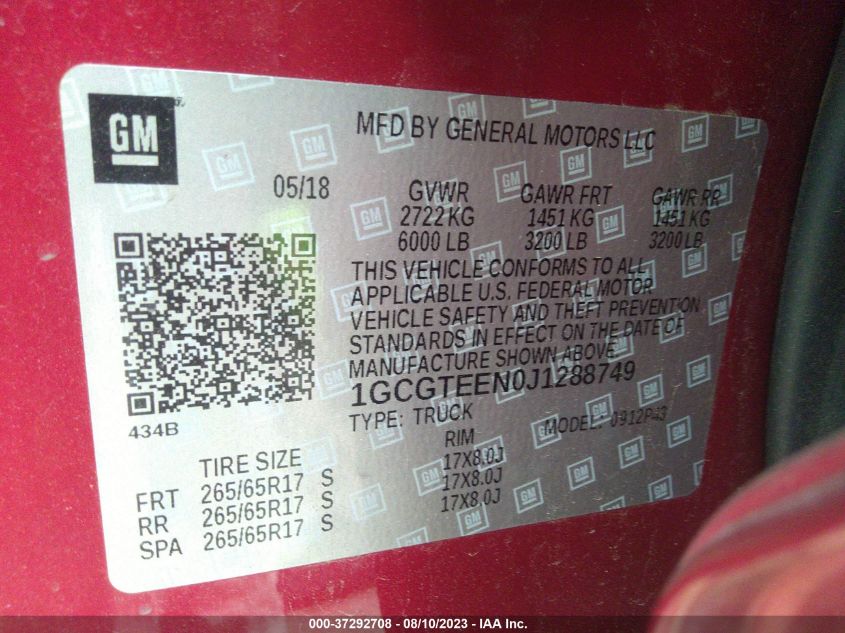 GM
MFD BY GENERAL MOTORS LLC
05/18 GVWR GAWR FRT GAWR RR
2722 KG 1451 KG 1451 KG
6000 LB 3200 LB 3200 LB
THIS VEHICLE CONFORMS TO ALL
APPLICABLE U.S. FEDERAL MOTOR
VEHICLE SAFETY AND THEFT PREVENTION
STANDARDS IN EFFECT ON THE DATE OF
MANUFACTURE SHOWN ABOVE.
1GCGTEEN0J1288749
434B TYPE: TRUCK MODEL: 0912P43
TIRE SIZE RIM
FRT 265/65R17 S 17X8.0J
RR 265/65R17 S 17X8.0J
SPA 265/65R17 S 17X8.0J
000-37292708 - 08/10/2023 - IAA Inc.